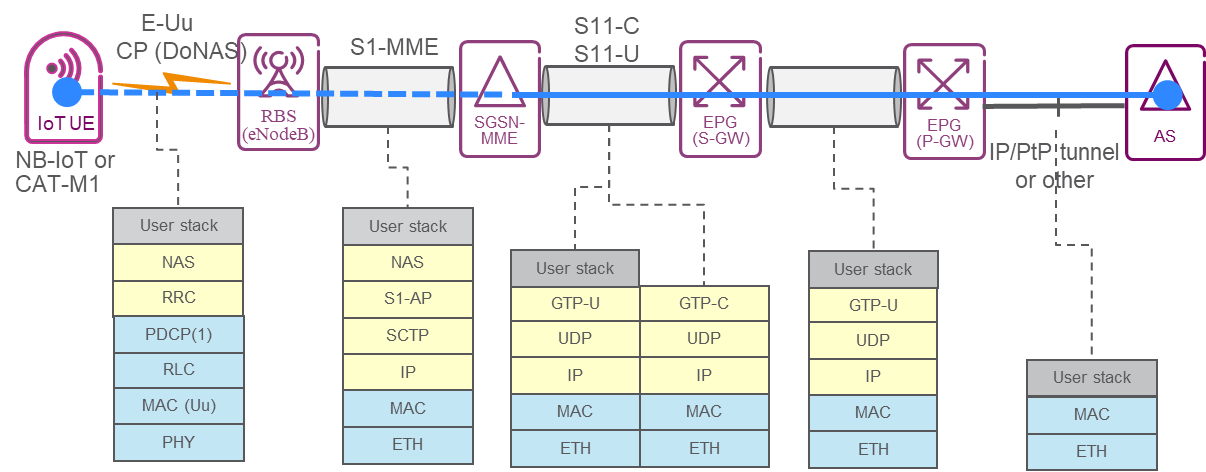 E-Uu
CP (DoNAS)
S1-MME
S11-C
S11-U
IoT UE
RBS
(eNodeB)
SGSN-
MME
EPG
(S-GW)
EPG
(P-GW)
AS
NB-IoT or
CAT-M1
IP/PtP tunnel
or other
User stack
NAS
RRC
PDCP(1)
RLC
MAC (Uu)
PHY
User stack
NAS
S1-AP
SCTP
IP
MAC
ETH
User stack
GTP-U
UDP
IP
MAC
ETH
GTP-C
UDP
IP
MAC
ETH
User stack
GTP-U
UDP
IP
MAC
ETH
User stack
MAC
ETH